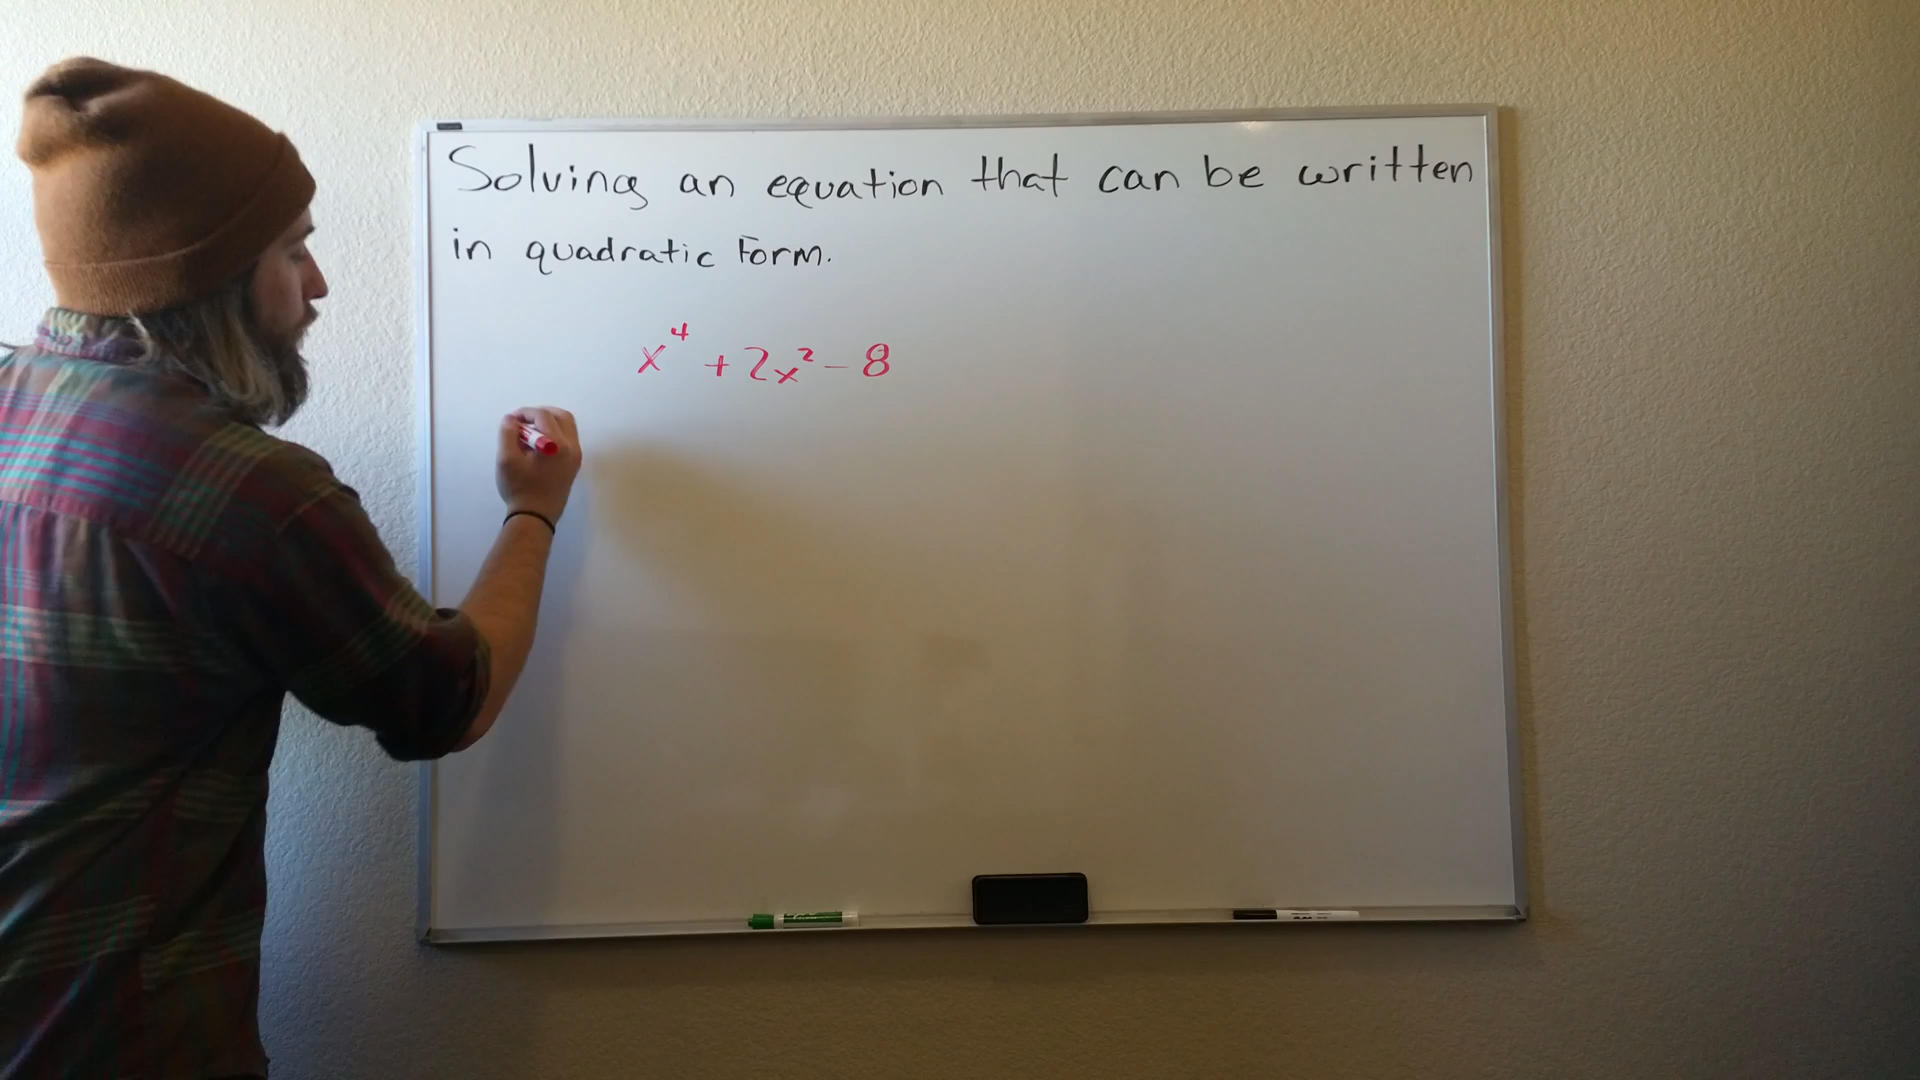 Solving an equation that can be written
in quadratic Form.
x⁴ + 2x² - 8